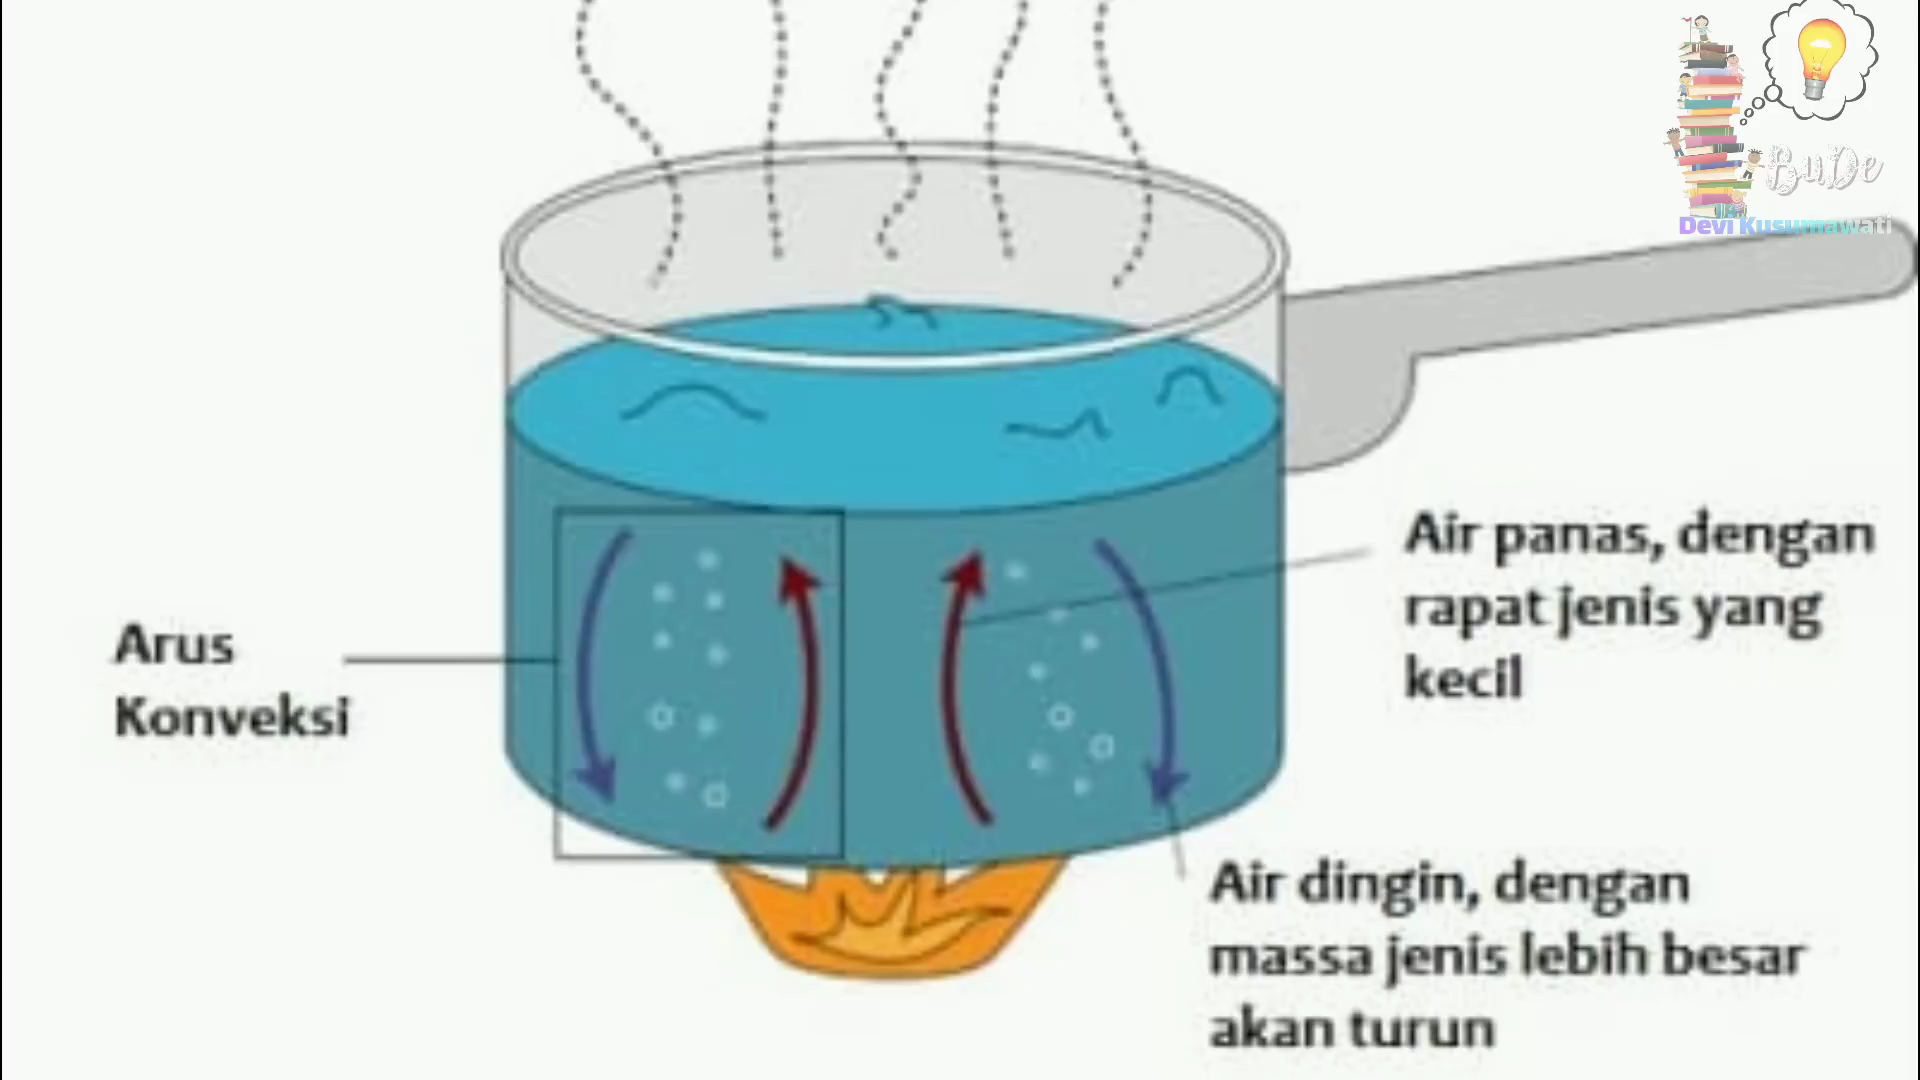 BuDe
Devi Kusumawati
Arus
Konveksi
Air panas, dengan
rapat jenis yang
kecil
Air dingin, dengan
massa jenis lebih besar
akan turun